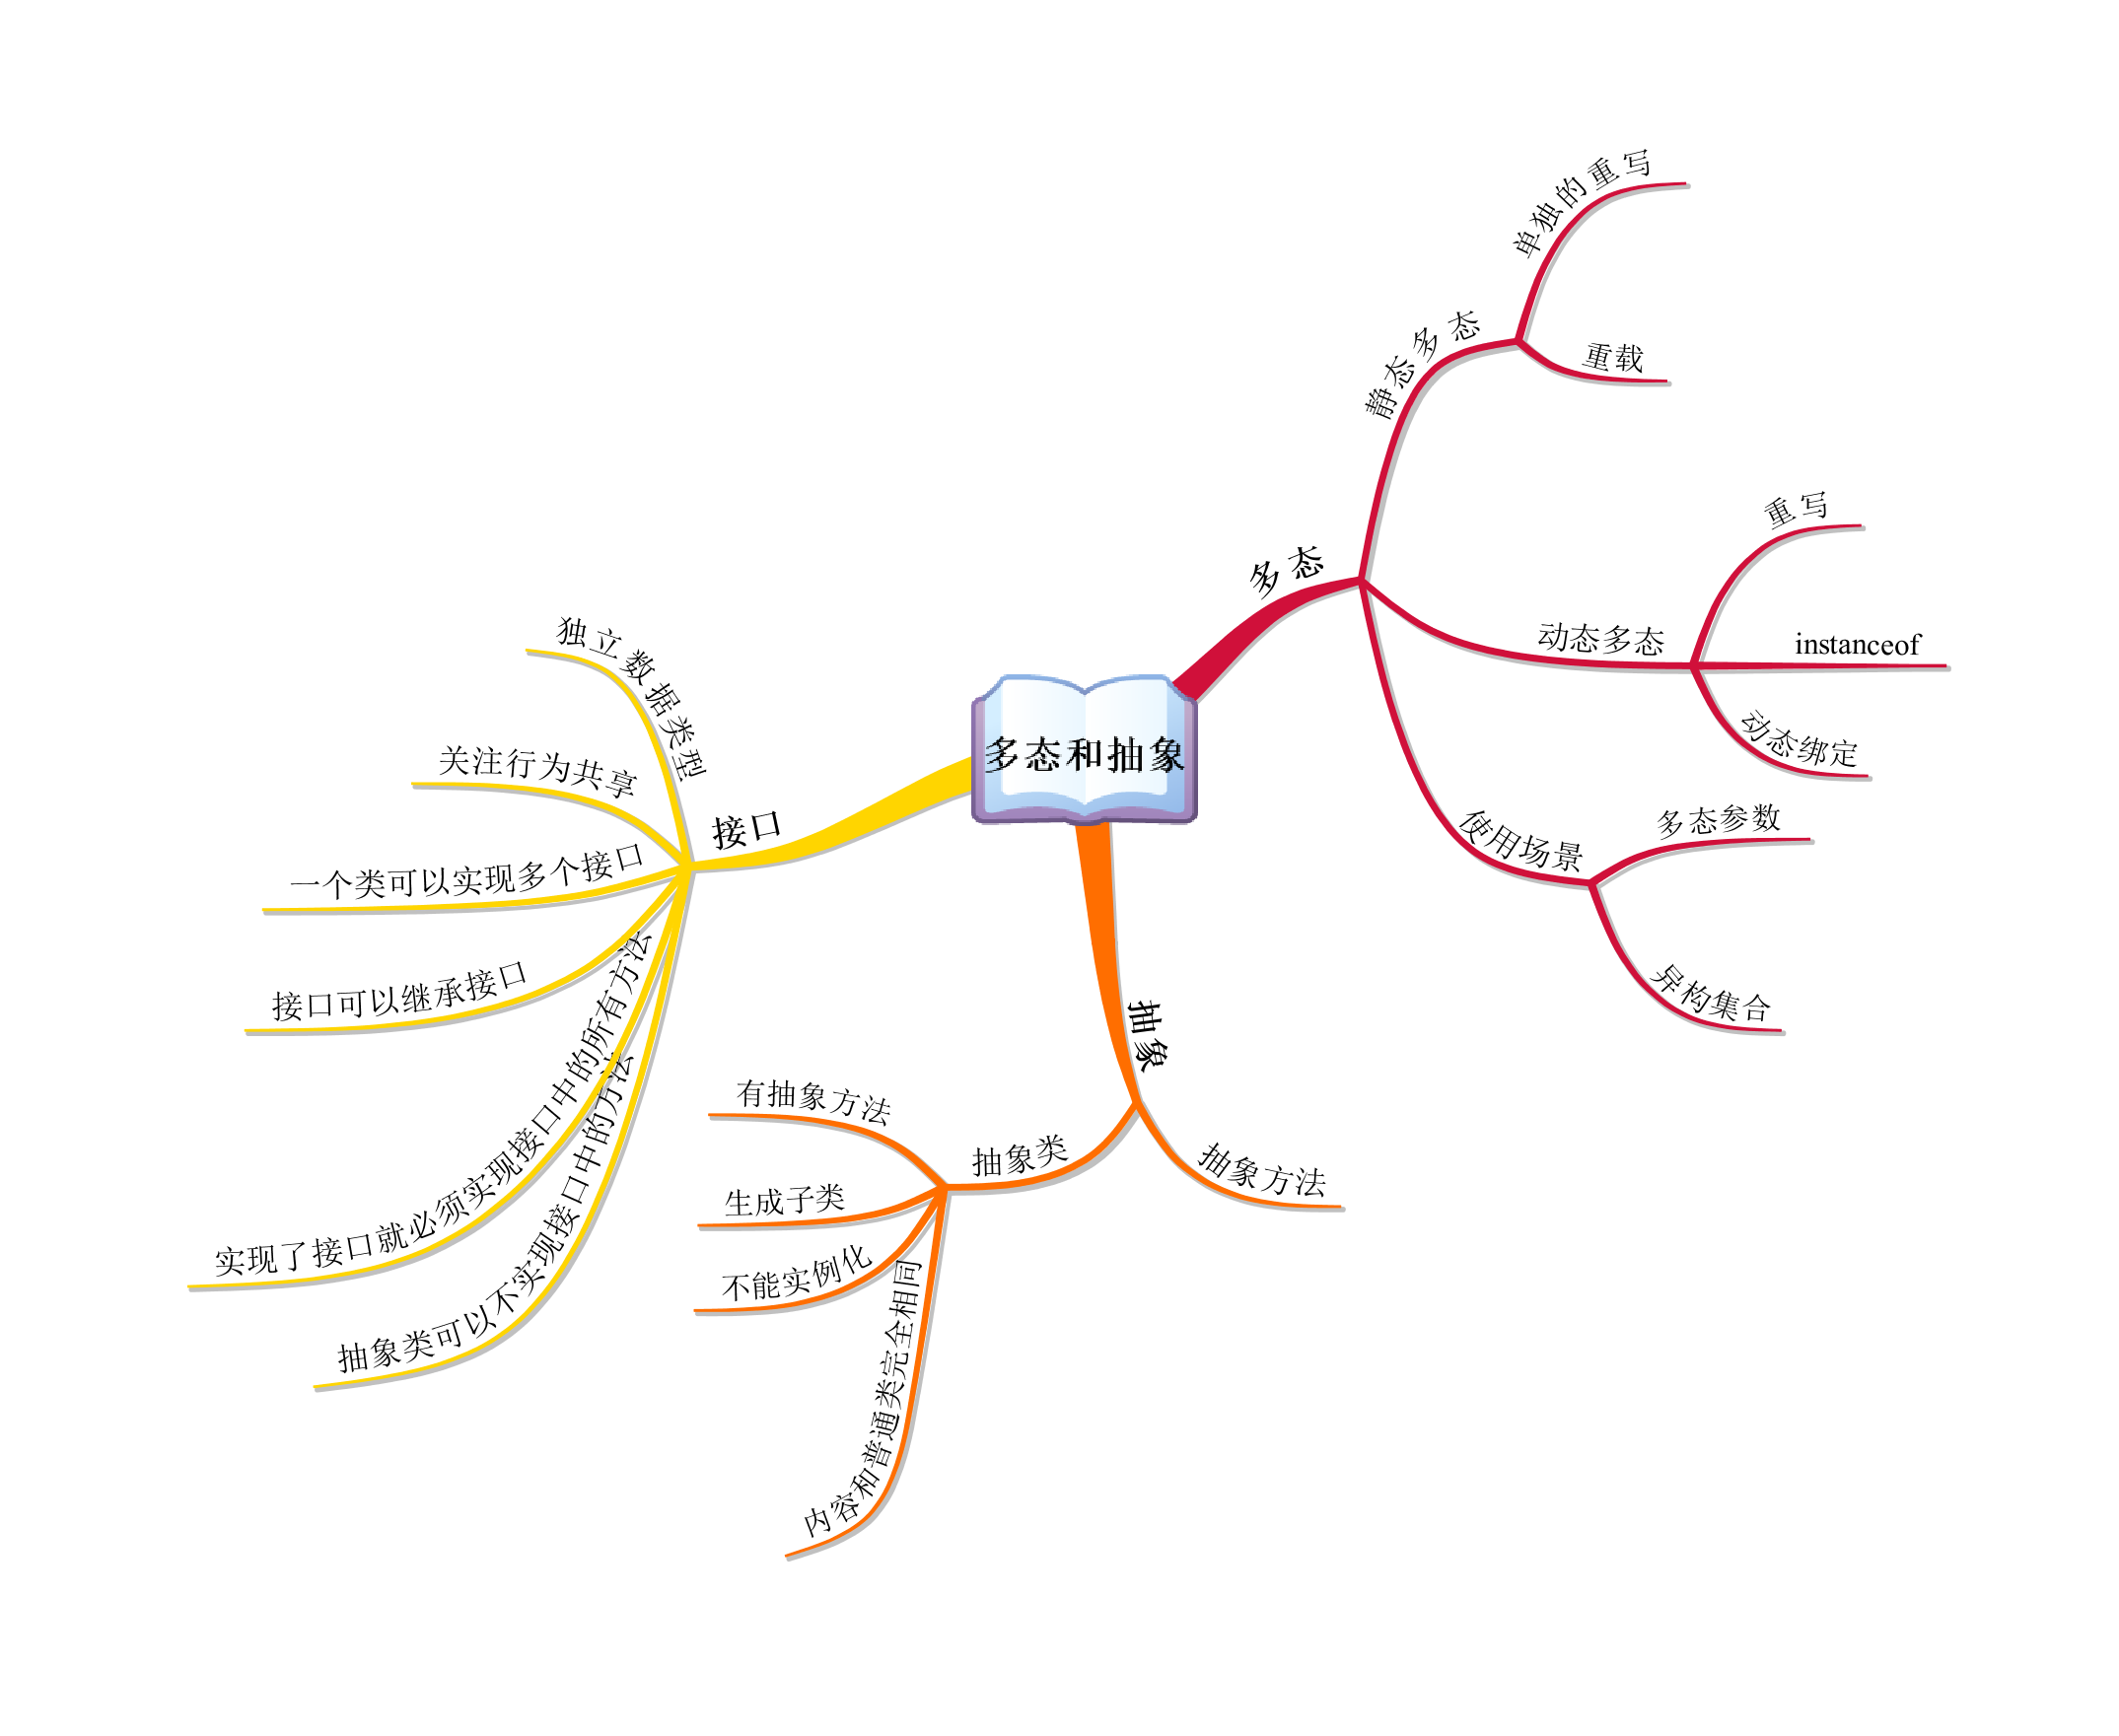 多态和抽象
多态
静态多态
单独的重写
重载
动态多态
重写
instanceof
动态绑定
使用场景
多态参数
异构集合
抽象
抽象方法
抽象类
有抽象方法
生成子类
不能实例化
内容和普通类完全相同
接口
独立数据类型
关注行为共享
一个类可以实现多个接口
接口可以继承接口
实现了接口就必须实现接口中的所有方法
抽象类可以不实现接口中的方法